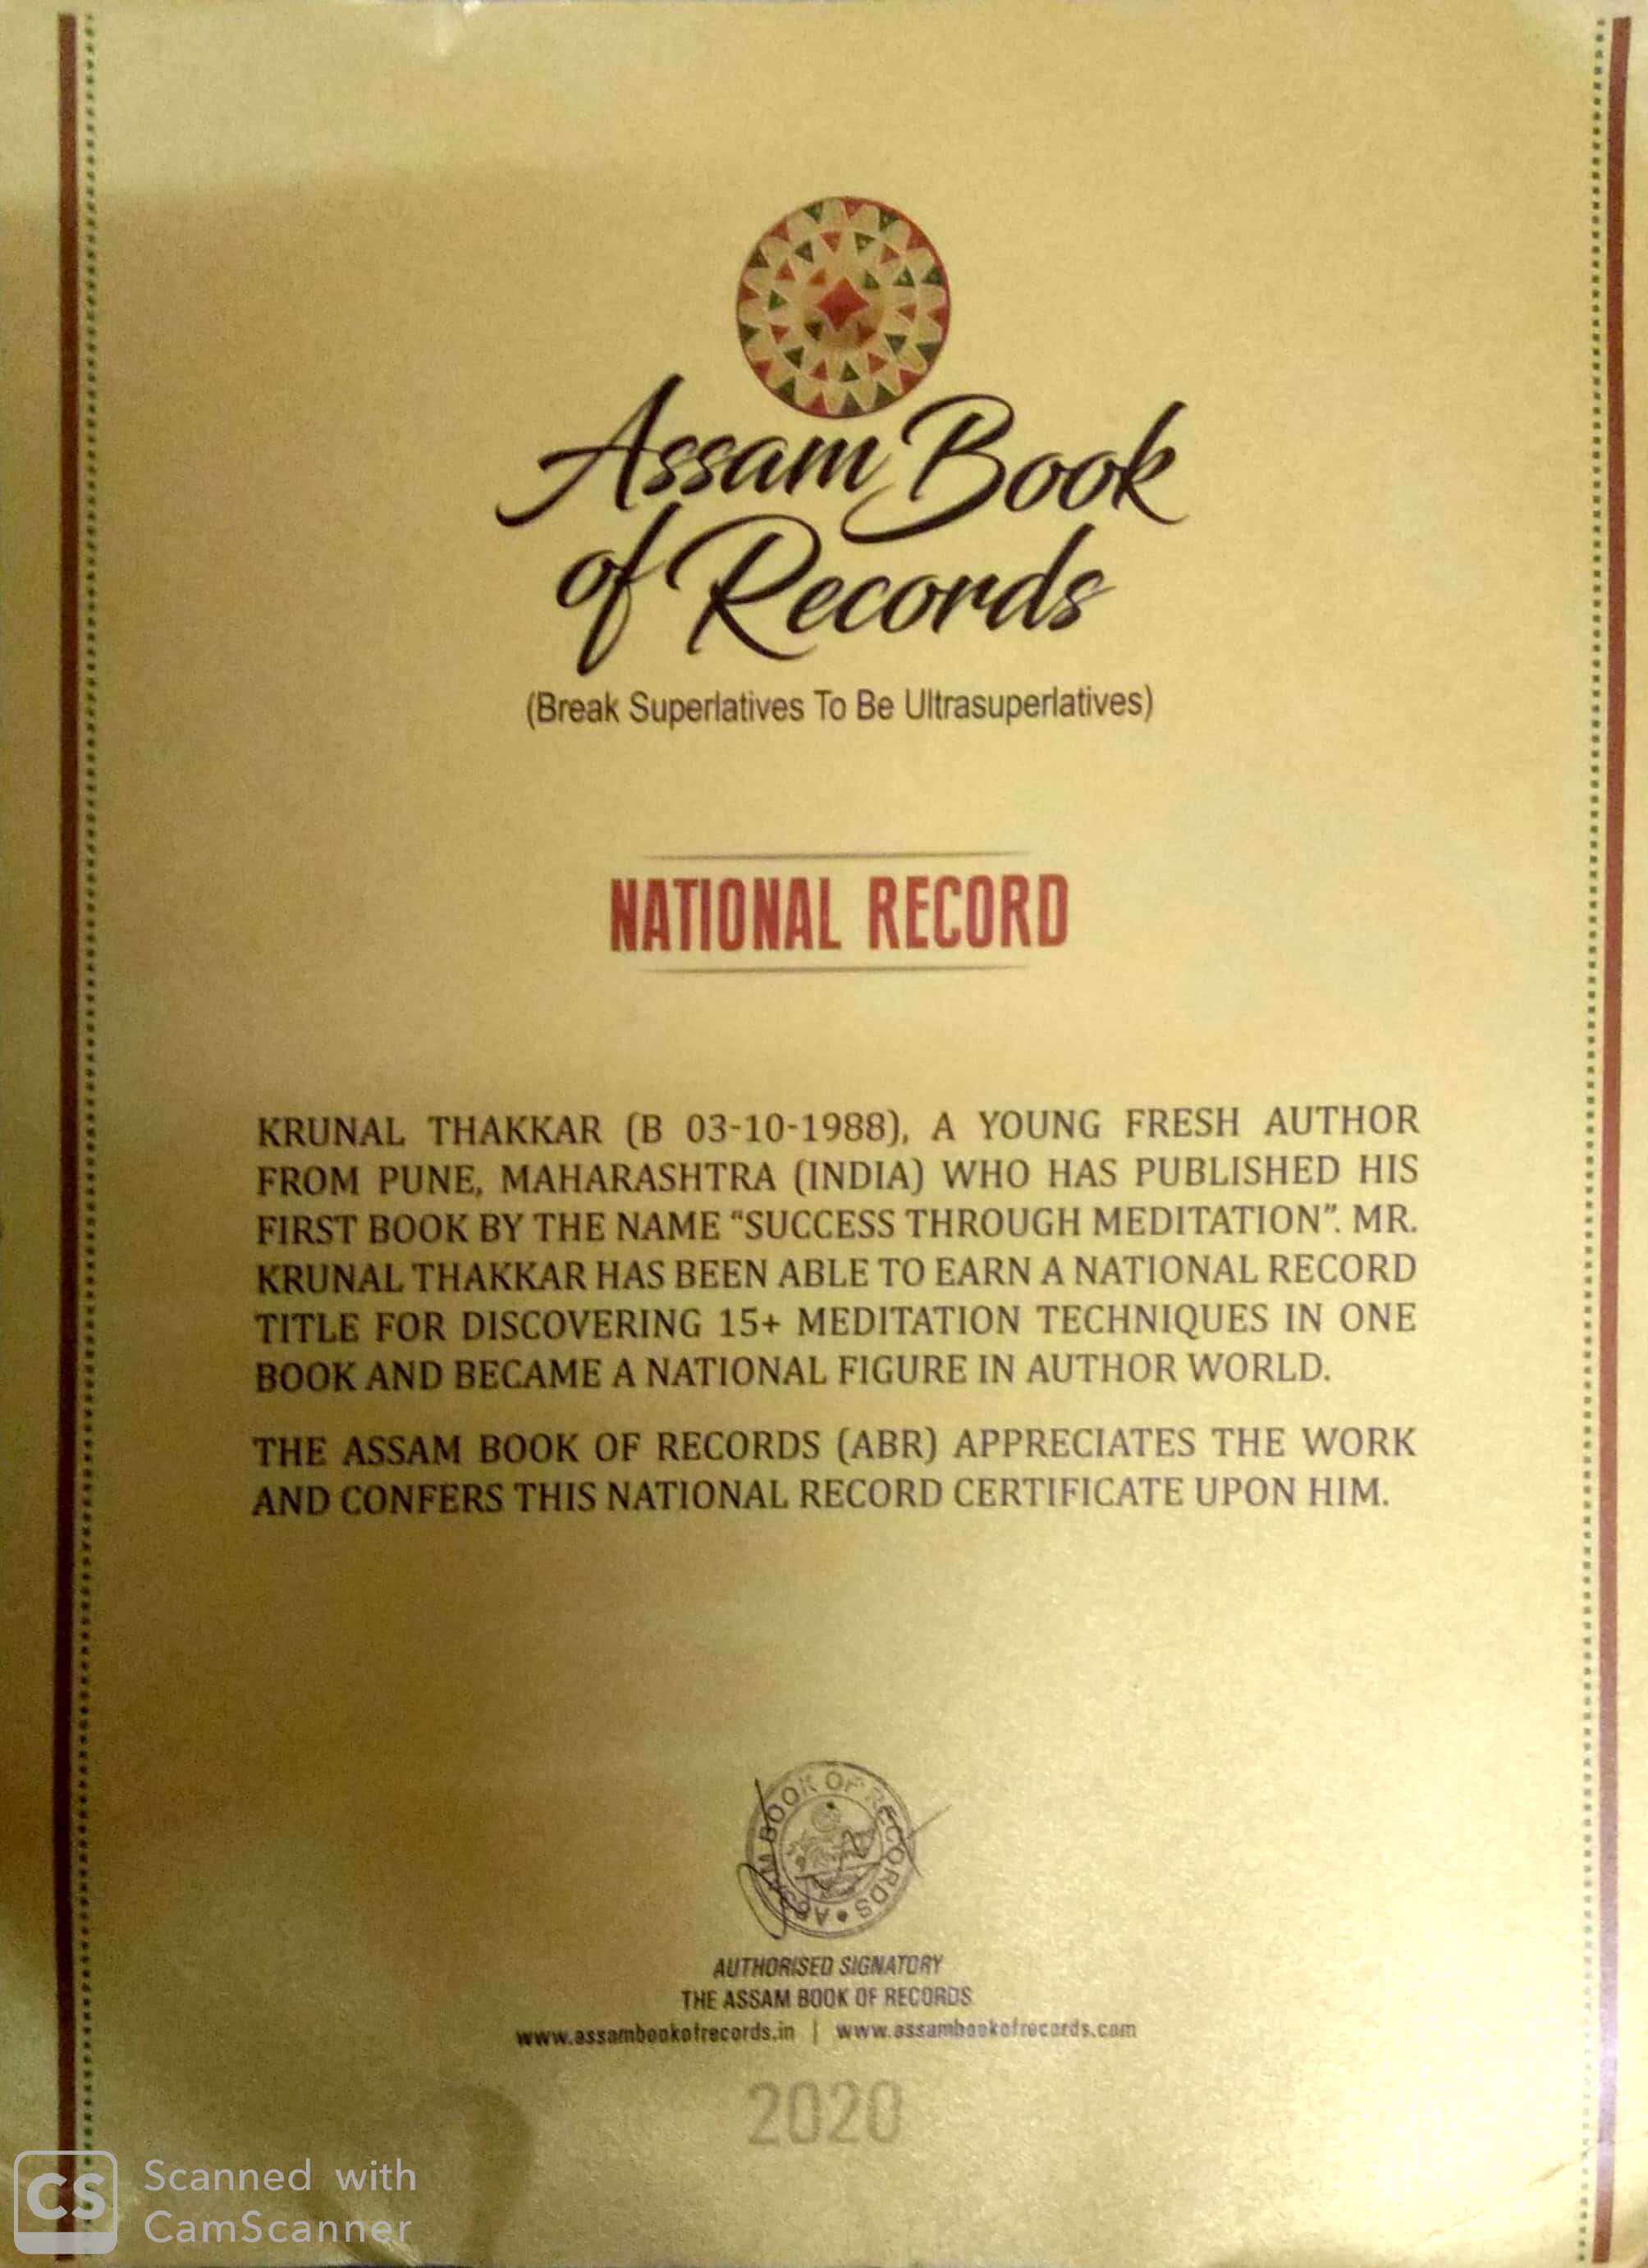 Assam Book
of Records
(Break Superlatives To Be Ultrasuperlatives)
NATIONAL RECORD
KRUNAL THAKKAR (B 03-10-1988), A YOUNG FRESH AUTHOR
FROM PUNE, MAHARASHTRA (INDIA) WHO HAS PUBLISHED HIS
FIRST BOOK BY THE NAME “SUCCESS THROUGH MEDITATION”. MR.
KRUNAL THAKKAR HAS BEEN ABLE TO EARN A NATIONAL RECORD
TITLE FOR DISCOVERING 15+ MEDITATION TECHNIQUES IN ONE
BOOK AND BECAME A NATIONAL FIGURE IN AUTHOR WORLD.
THE ASSAM BOOK OF RECORDS (ABR) APPRECIATES THE WORK
AND CONFERS THIS NATIONAL RECORD CERTIFICATE UPON HIM.
ASSAM BOOK OF RECORDS
AUTHORISED SIGNATORY
THE ASSAM BOOK OF RECORDS
www.assambookofrecords.in | www.assambookofrecords.com
2020
CS Scanned with
CamScanner